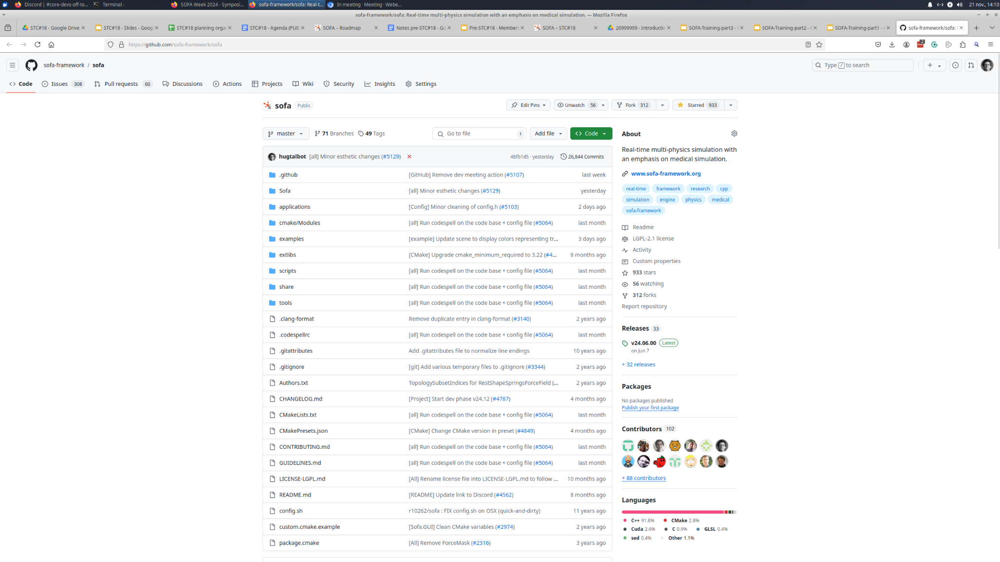 Discord | #core-devs-off-to... Terminal - SOFA Week 2024 - Symposi... sofa-framework/sofa: Real-t... In meeting · Meeting · Webe... 21 nov., 14:10
sofa-framework/sofa: Real-time multi-physics simulation with an emphasis on medical simulation. — Mozilla Firefox
STC#18 - Google Drive STC#18 - Slides - Googl STC#18 planning orga STC#18 - Agenda (PUB SOFA – Roadmap Notes pre-STC#18 - Go Pre-STC#18 - Members SOFA – STC#18 20999999 - Introductio SOFA-Training-part3 - SOFA-Training-part2 - SOFA-Training-part1 - sofa-framework/sofa:
https://github.com/sofa-framework/sofa 2
sofa-framework / sofa Type / to search
Code Issues 308 Pull requests 60 Discussions Actions Projects Wiki Security Insights Settings
sofa Public Edit Pins Unwatch 56 Fork 312 Starred 933
master 71 Branches 49 Tags Go to file t Add file Code
hugtalbot [all] Minor esthetic changes (#5129) 4bfb1d5 · yesterday 26,844 Commits
.github [GitHub] Remove dev meeting action (#5107) last week
Sofa [all] Minor esthetic changes (#5129) yesterday
applications [Config] Minor cleaning of config.h (#5103) 2 days ago
cmake/Modules [all] Run codespell on the code base + config file (#5064) last month
examples [example] Update scene to display colors representing tr... 3 days ago
extlibs [CMake] Upgrade cmake_minimum_required to 3.22 (#4... 8 months ago
scripts [all] Run codespell on the code base + config file (#5064) last month
share [all] Run codespell on the code base + config file (#5064) last month
tools [all] Run codespell on the code base + config file (#5064) last month
.clang-format Remove duplicate entry in clang-format (#3140) 2 years ago
.codespellrc [all] Run codespell on the code base + config file (#5064) last month
.gitattributes Add .gitattributes file to normalize line endings 10 years ago
.gitignore [git] Add various temporary files to .gitignore (#3344) 2 years ago
Authors.txt TopologySubsetIndices for RestShapeSpringsForceField (... 2 years ago
CHANGELOG.md [Project] Start dev phase v24.12 (#4787) 4 months ago
CMakeLists.txt [all] Run codespell on the code base + config file (#5064) last month
CMakePresets.json [CMake] Change CMake version in preset (#4849) 4 months ago
CONTRIBUTING.md [all] Run codespell on the code base + config file (#5064) last month
GUIDELINES.md [all] Run codespell on the code base + config file (#5064) last month
LICENSE-LGPL.md [All] Rename license file into LICENSE-LGPL.md to follow ... 10 months ago
README.md [README] Update link to Discord (#4562) 8 months ago
config.sh r10262/sofa : FIX config.sh on OSX (quick-and-dirty) 11 years ago
custom.cmake.example [Sofa.GUI] Clean CMake variables (#2974) 2 years ago
package.cmake [All] Remove ForceMask (#2316) 3 years ago
About
Real-time multi-physics simulation with
an emphasis on medical simulation.
www.sofa-framework.org
real-time framework research cpp
simulation engine physics medical
sofa-framework
Readme
LGPL-2.1 license
Activity
Custom properties
933 stars
56 watching
312 forks
Report repository
Releases 33
v24.06.00 Latest
on Jun 7
+ 32 releases
Packages
No packages published
Publish your first package
Contributors 102
+ 88 contributors
Languages
C++ 91.8% CMake 2.8%
Cuda 2.6% C 0.9% GLSL 0.4%
sed 0.4% Other 1.1%